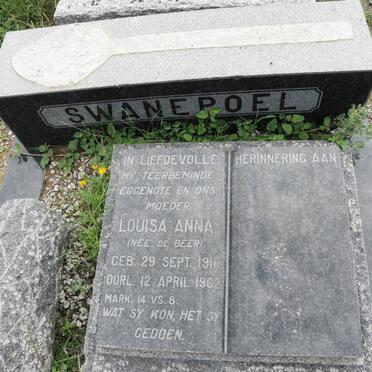 SWANEPOEL
IN LIEFDEVOLLE
HERINNERING AAN
MY TEERBEMINDE
EGGENOTE EN ONS
MOEDER
LOUISA ANNA
(NEE: DE BEER)
GEB. 29 SEPT. 1911
OORL. 12 APRIL 1962
MARK. 14 VS. 8.
WAT SY KON, HET SY
GEDOEN.